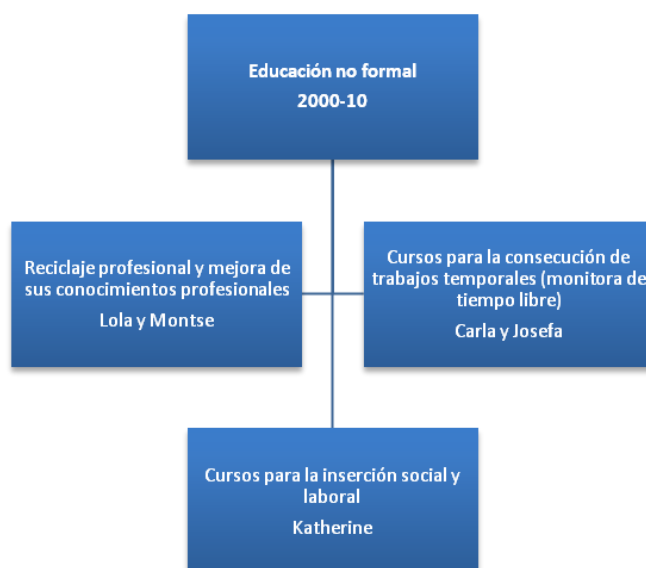 Educación no formal
2000-10
Reciclaje profesional y mejora de
sus conocimientos profesionales
Lola y Montse
Cursos para la consecución de
trabajos temporales (monitora de
tiempo libre)
Carla y Josefa
Cursos para la inserción social y
laboral
Katherine